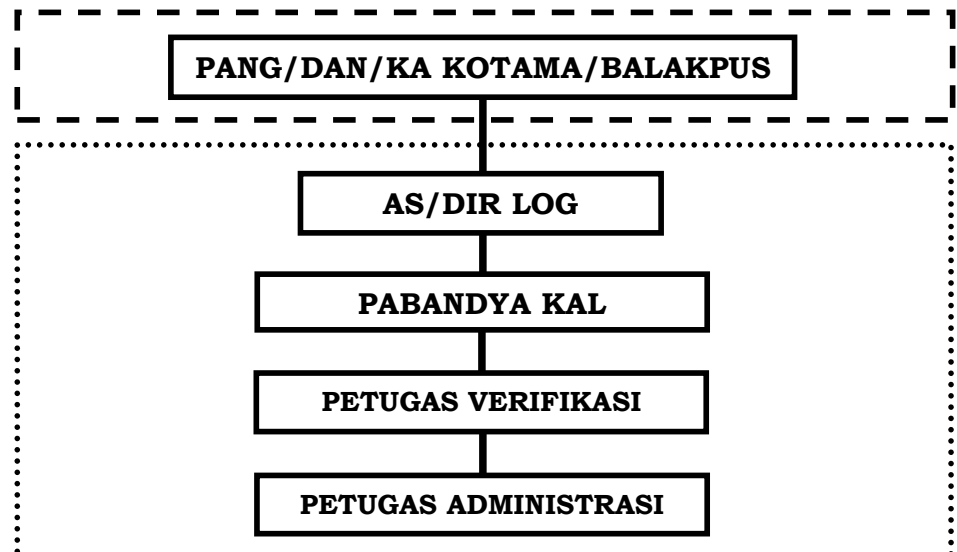 PANG/DAN/KA KOTAMA/BALAKPUS
AS/DIR LOG
PABANDYA KAL
PETUGAS VERIFIKASI
PETUGAS ADMINISTRASI